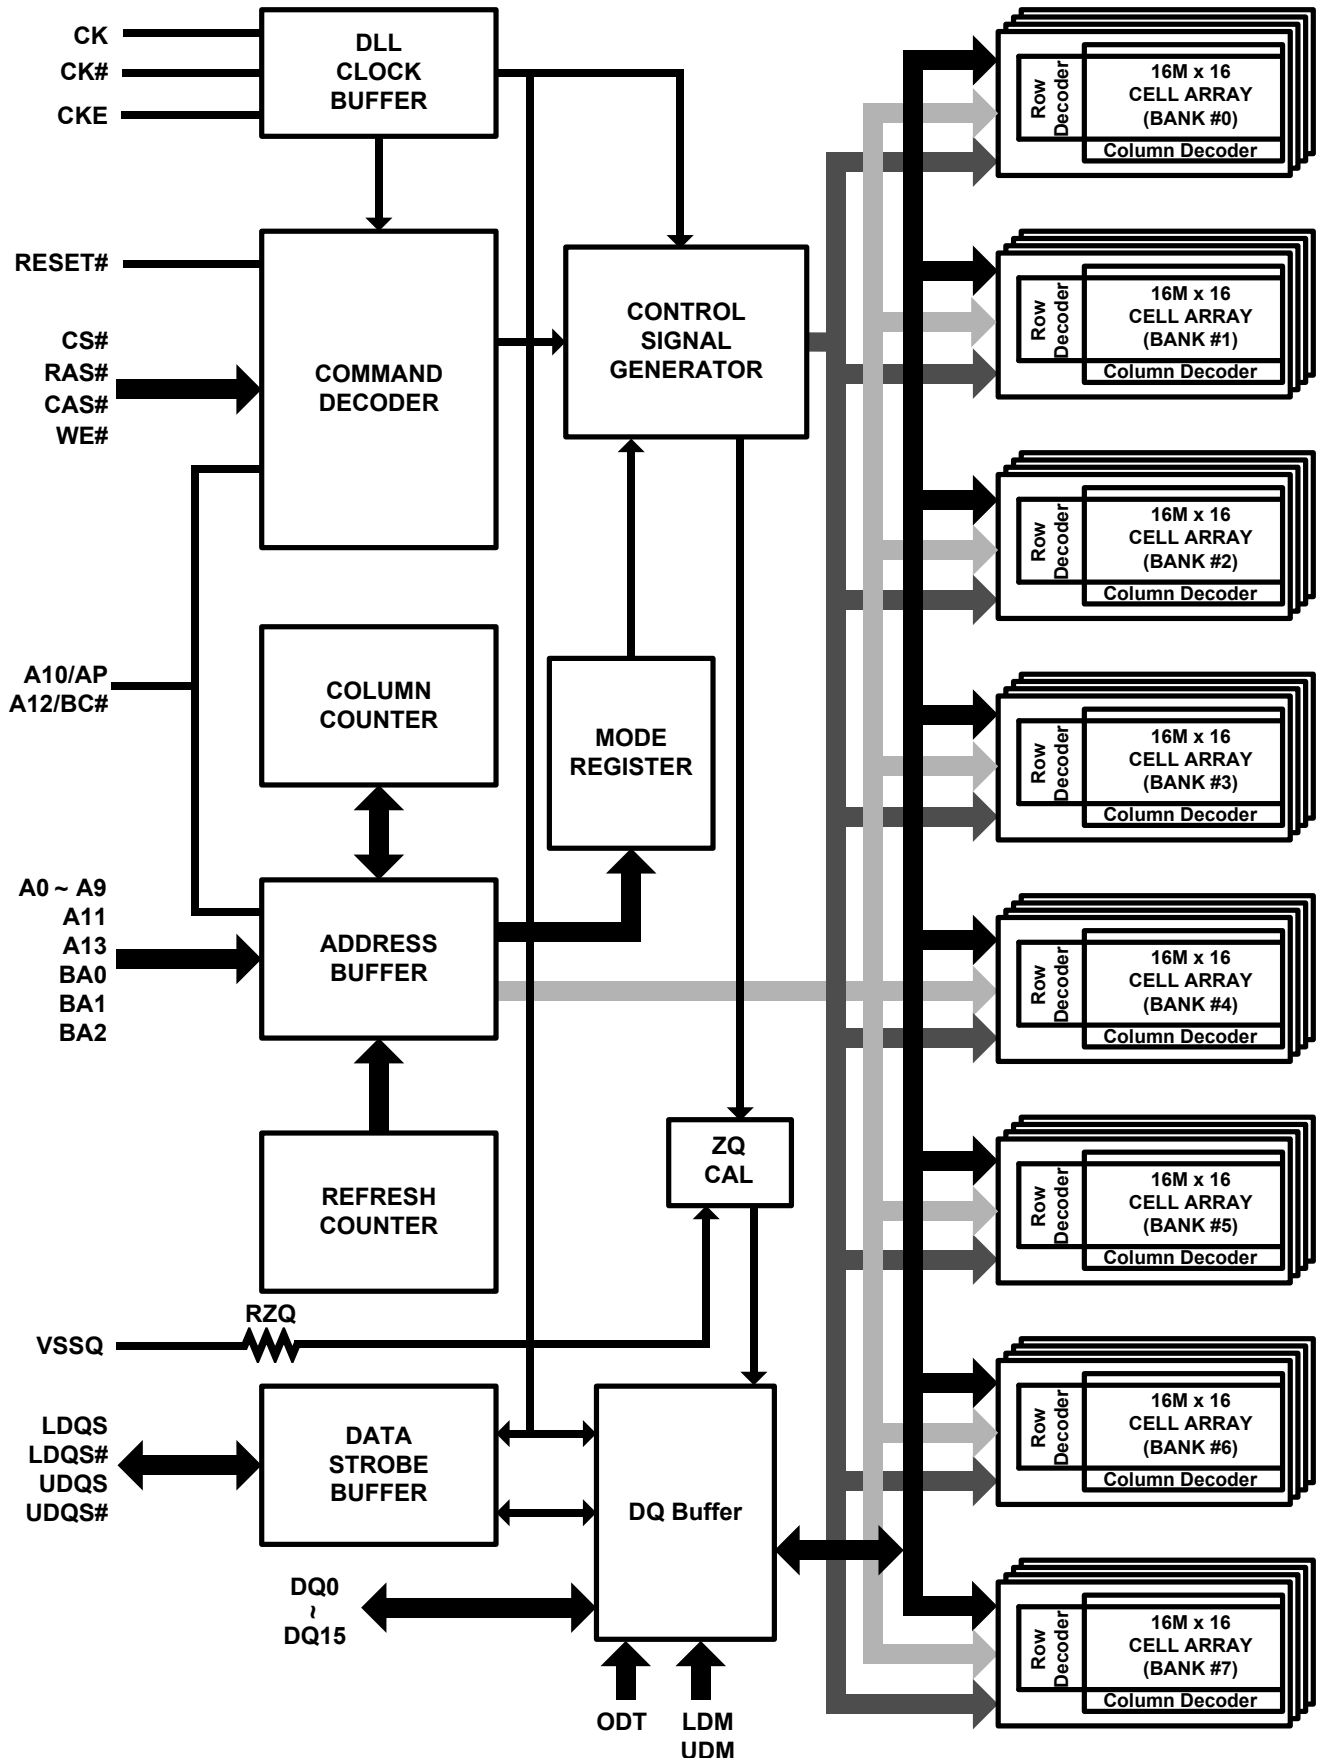 CK
CK#
CKE
DLL
CLOCK
BUFFER
RESET#
CS#
RAS#
CAS#
WE#
COMMAND
DECODER
CONTROL
SIGNAL
GENERATOR
A10/AP
A12/BC#
COLUMN
COUNTER
MODE
REGISTER
A0 ~ A9
A11
A13
BA0
BA1
BA2
ADDRESS
BUFFER
REFRESH
COUNTER
ZQ
CAL
RZQ
VSSQ
LDQS
LDQS#
UDQS
UDQS#
DATA
STROBE
BUFFER
DQ Buffer
DQ0
~
DQ15
ODT
LDM
UDM
Row
Decoder
16M x 16
CELL ARRAY
(BANK #0)
Column Decoder
Row
Decoder
16M x 16
CELL ARRAY
(BANK #1)
Column Decoder
Row
Decoder
16M x 16
CELL ARRAY
(BANK #2)
Column Decoder
Row
Decoder
16M x 16
CELL ARRAY
(BANK #3)
Column Decoder
Row
Decoder
16M x 16
CELL ARRAY
(BANK #4)
Column Decoder
Row
Decoder
16M x 16
CELL ARRAY
(BANK #5)
Column Decoder
Row
Decoder
16M x 16
CELL ARRAY
(BANK #6)
Column Decoder
Row
Decoder
16M x 16
CELL ARRAY
(BANK #7)
Column Decoder